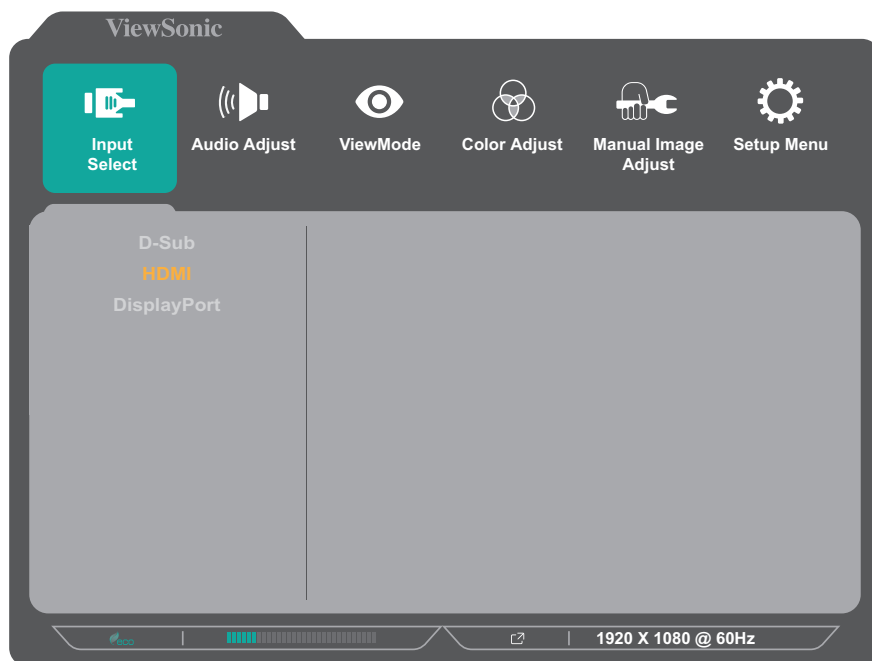 ViewSonic
Input
Select
Audio Adjust
ViewMode
Color Adjust
Manual Image
Adjust
Setup Menu
D-Sub
HDMI
DisplayPort
eco
1920 X 1080 @ 60Hz